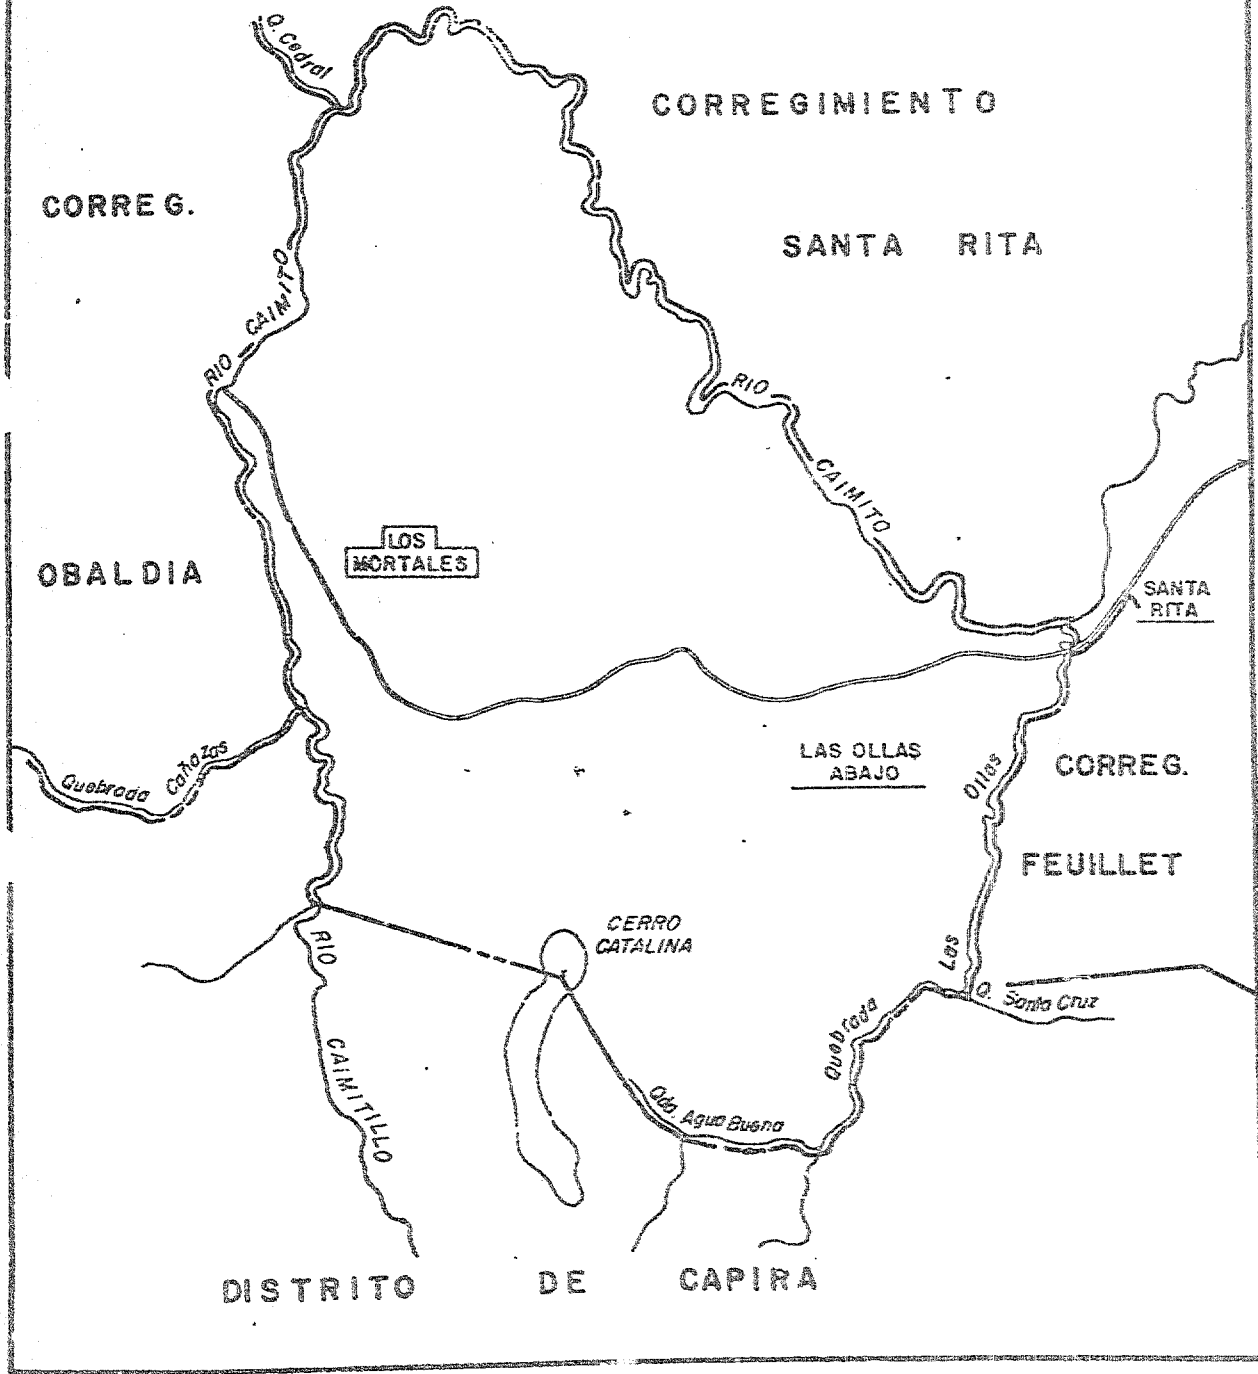 Q. Cedral
CORREGIMIENTO
CORREG.
SANTA RITA
RIO CAIMITO
RIO CAIMITO
LOS
MORTALES
OBALDIA
SANTA
RITA
Quebrada Cañazas
LAS OLLAS
ABAJO
CORREG.
FEUILLET
Quebrada Las Ollas
CERRO
CATALINA
Q. Santa Cruz
RIO CAIMITILLO
Qda. Agua Buena
DISTRITO DE CAPIRA